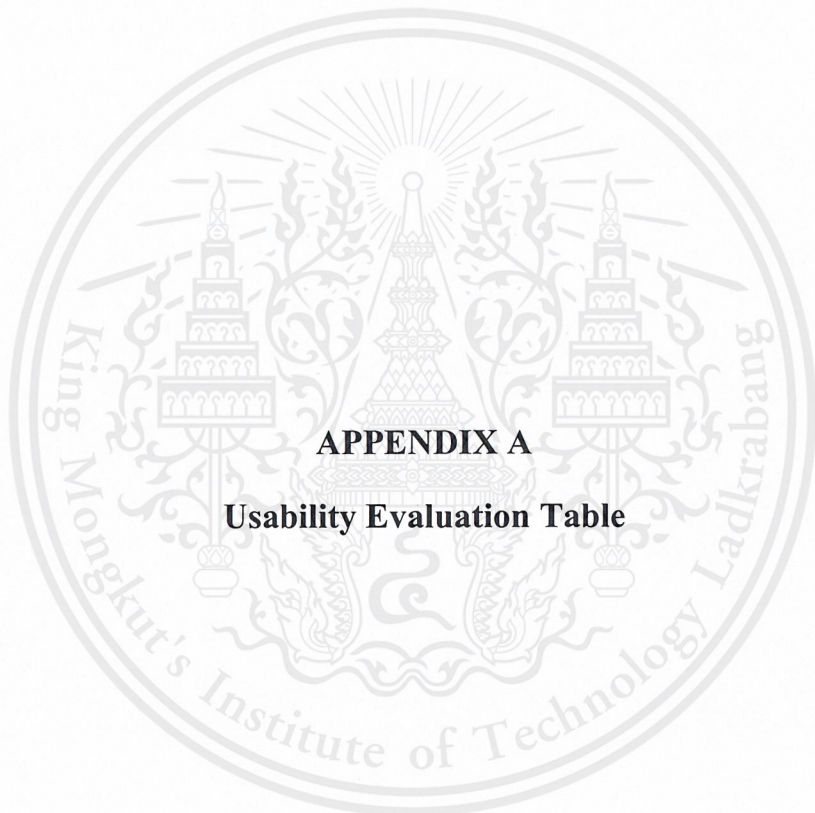 APPENDIX A
Usability Evaluation Table
King Mongkut's Institute of Technology Ladkrabang